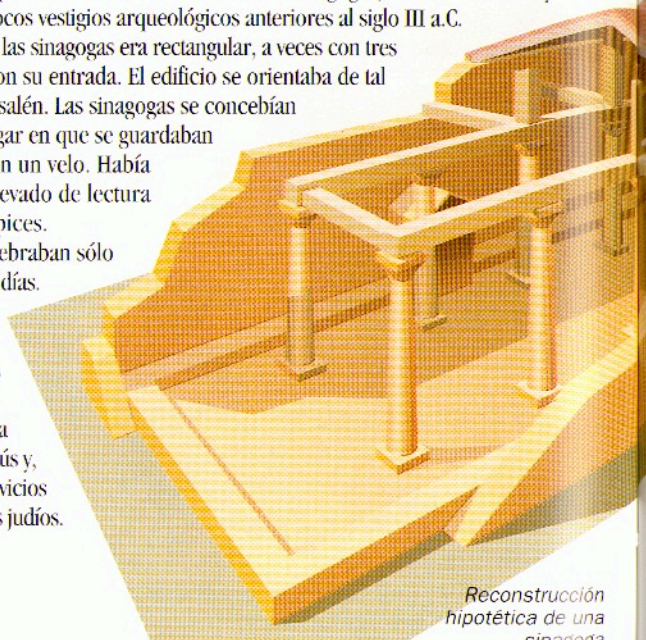 cos vestigios arqueológicos anteriores al siglo III a.C.
las sinagogas era rectangular, a veces con tres
on su entrada. El edificio se orientaba de tal
salén. Las sinagogas se concebían
gar en que se guardaban
n un velo. Había
evado de lectura
pices.
ebraban sólo
días.
a
ús y,
vicios
s judíos.
Reconstrucción
hipotética de una
sinagoga